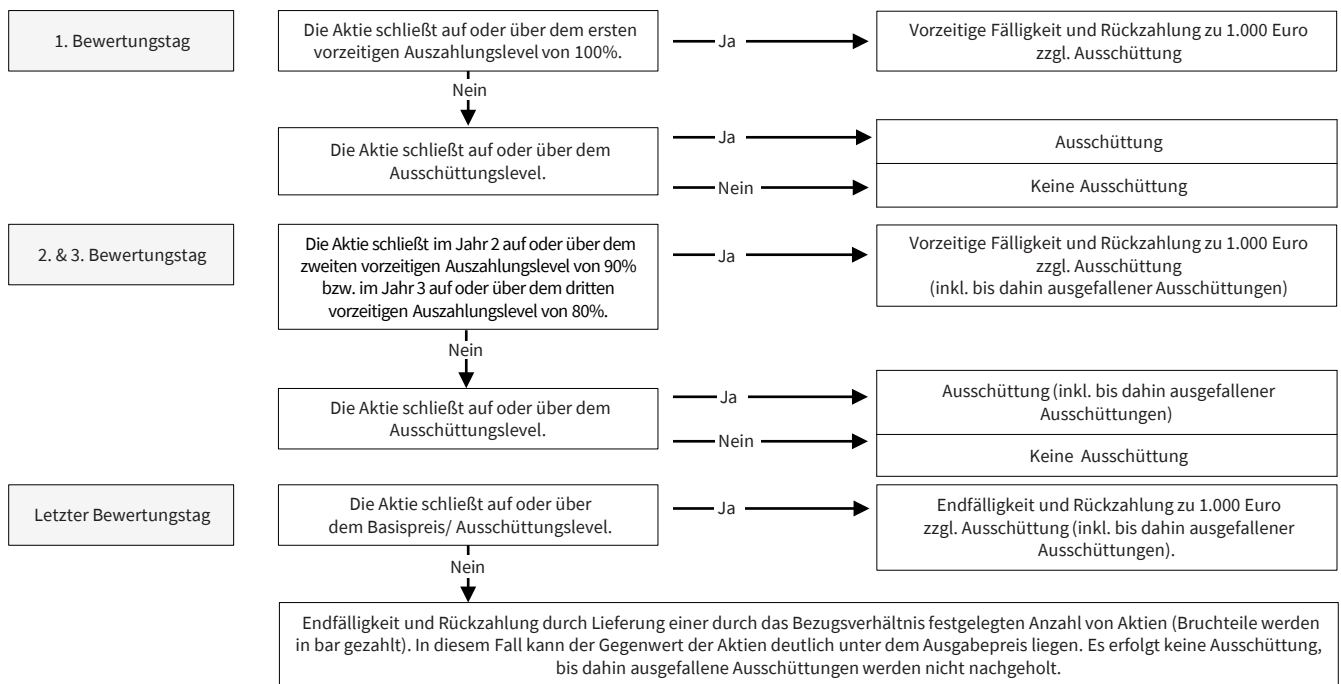 1. Bewertungstag
Die Aktie schließt auf oder über dem ersten
vorzeitigen Auszahlungslevel von 100%.
Ja
Vorzeitige Fälligkeit und Rückzahlung zu 1.000 Euro
zzgl. Ausschüttung
Nein
Die Aktie schließt auf oder über dem
Ausschüttungslevel.
Ja
Ausschüttung
Nein
Keine Ausschüttung
2. & 3. Bewertungstag
Die Aktie schließt im Jahr 2 auf oder über dem
zweiten vorzeitigen Auszahlungslevel von 90%
bzw. im Jahr 3 auf oder über dem dritten
vorzeitigen Auszahlungslevel von 80%.
Ja
Vorzeitige Fälligkeit und Rückzahlung zu 1.000 Euro
zzgl. Ausschüttung
(inkl. bis dahin ausgefallener Ausschüttungen)
Nein
Die Aktie schließt auf oder über dem
Ausschüttungslevel.
Ja
Ausschüttung (inkl. bis dahin ausgefallener
Ausschüttungen)
Nein
Keine Ausschüttung
Letzter Bewertungstag
Die Aktie schließt auf oder über
dem Basispreis/ Ausschüttungslevel.
Ja
Endfälligkeit und Rückzahlung zu 1.000 Euro
zzgl. Ausschüttung (inkl. bis dahin ausgefallener
Ausschüttungen).
Nein
Endfälligkeit und Rückzahlung durch Lieferung einer durch das Bezugsverhältnis festgelegten Anzahl von Aktien (Bruchteile werden
in bar gezahlt). In diesem Fall kann der Gegenwert der Aktien deutlich unter dem Ausgabepreis liegen. Es erfolgt keine Ausschüttung,
bis dahin ausgefallene Ausschüttungen werden nicht nachgeholt.